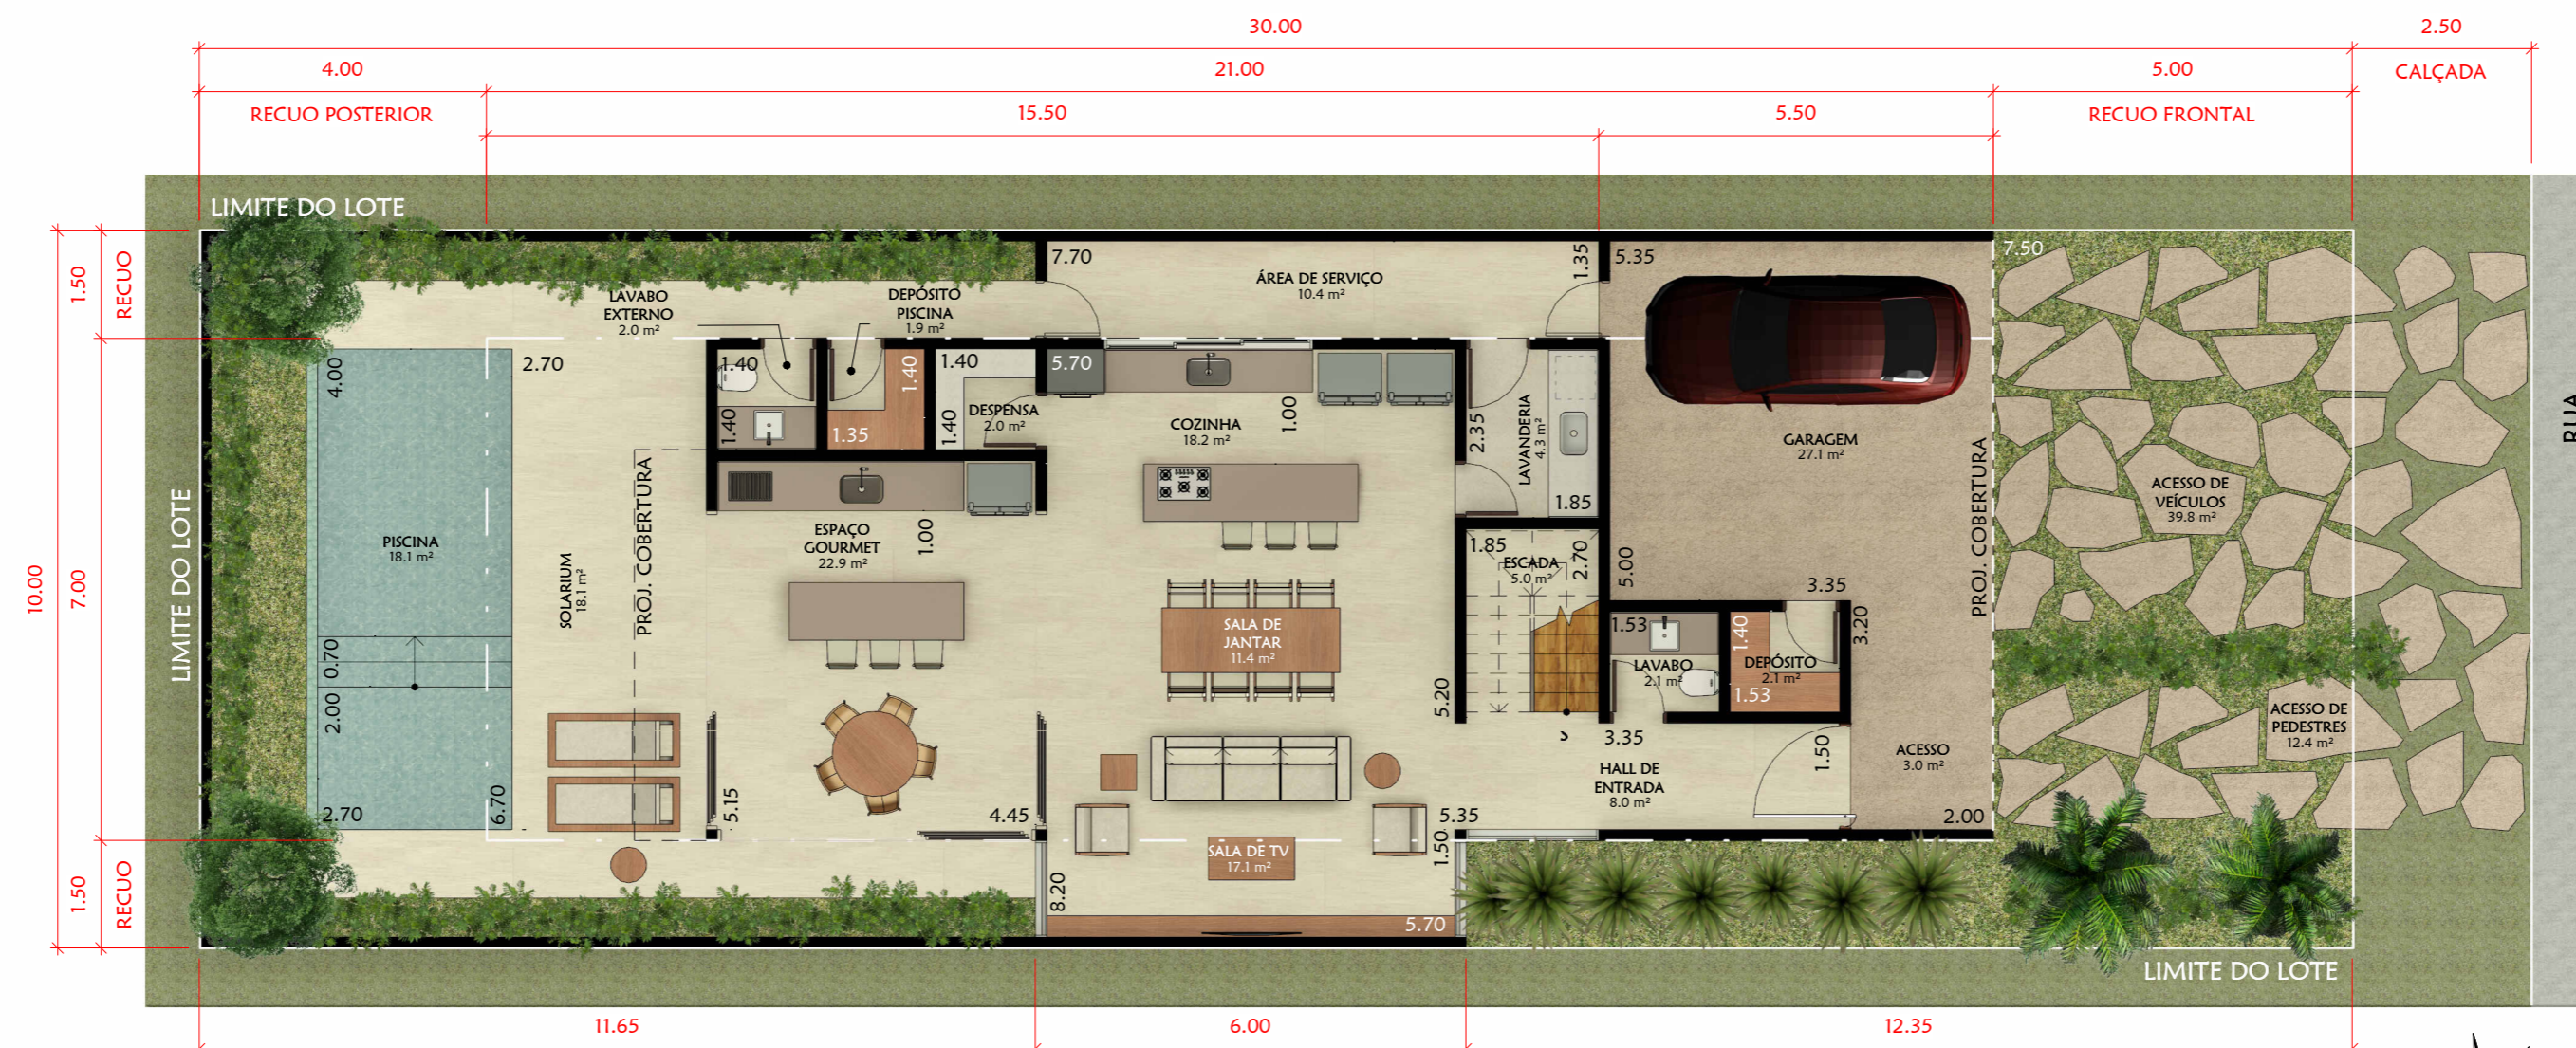 30.00
2.50
4.00
21.00
5.00
CALÇADA
RECUO POSTERIOR
15.50
5.50
RECUO FRONTAL
LIMITE DO LOTE
1.50
RECUO
7.70
ÁREA DE SERVIÇO
10.4 m²
1.35
5.35
7.50
LAVABO
EXTERNO
2.0 m²
DEPÓSITO
PISCINA
1.9 m²
4.00
2.70
1.40
1.40
1.40
1.35
1.40
1.40
DESPENSA
2.0 m²
5.70
COZINHA
18.2 m²
1.00
2.35
LAVANDERIA
4.3 m²
1.85
GARAGEM
27.1 m²
PROJ. COBERTURA
ACESSO DE
VEÍCULOS
39.8 m²
RUA
LIMITE DO LOTE
10.00
7.00
PISCINA
18.1 m²
SOLARIUM
18.1 m²
PROJ. COBERTURA
ESPAÇO
GOURMET
22.9 m²
1.00
1.85
ESCADA
5.0 m²
2.70
5.00
3.35
3.20
1.53
LAVABO
2.1 m²
1.40
DEPÓSITO
2.1 m²
1.53
SALA DE
JANTAR
11.4 m²
0.70
2.00
5.20
3.35
1.50
ACESSO
3.0 m²
ACESSO DE
PEDESTRES
12.4 m²
HALL DE
ENTRADA
8.0 m²
2.70
6.70
5.15
4.45
5.35
2.00
1.50
SALA DE TV
17.1 m²
8.20
5.70
1.50
RECUO
LIMITE DO LOTE
11.65
6.00
12.35